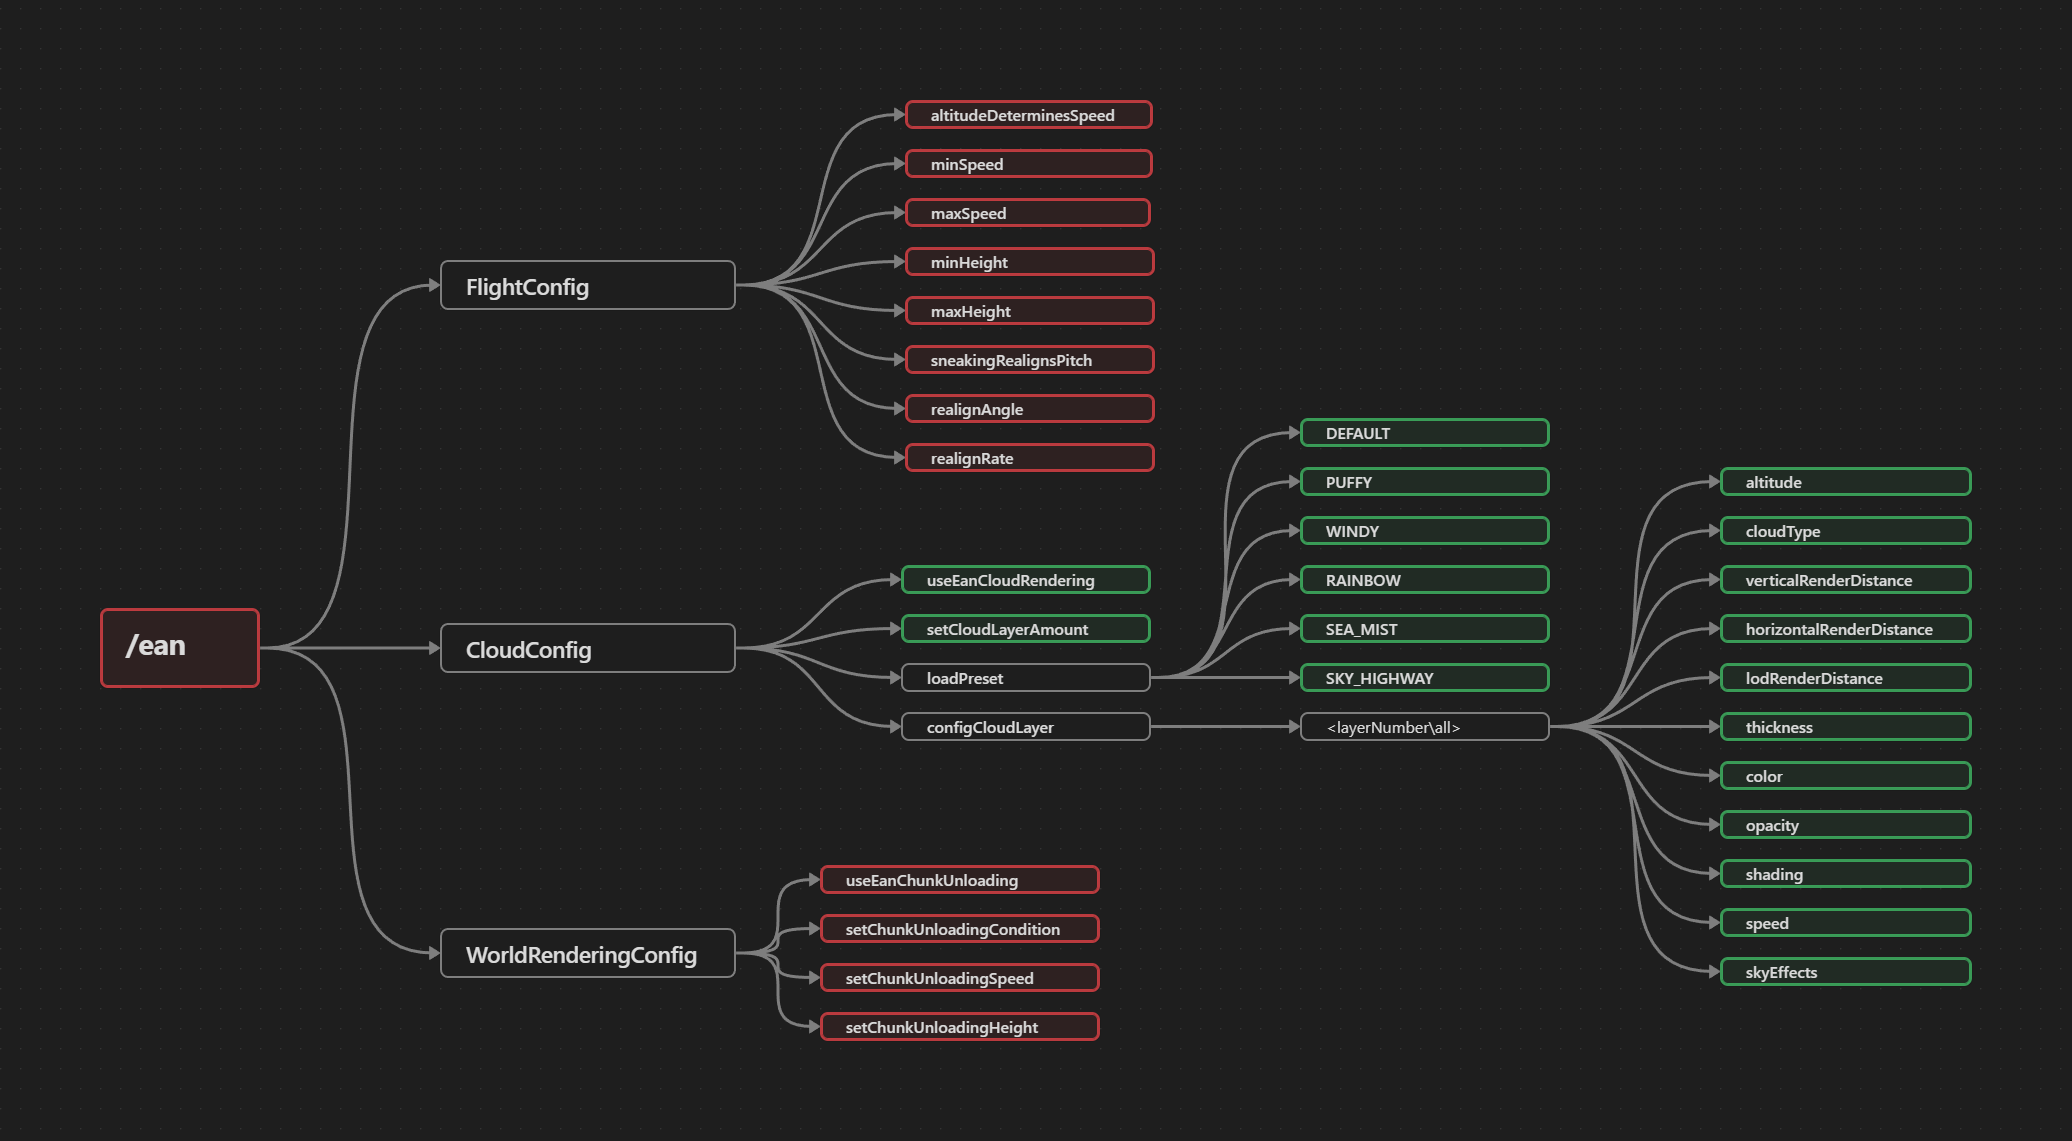 /ean
FlightConfig
altitudeDeterminesSpeed
minSpeed
maxSpeed
minHeight
maxHeight
sneakingRealignsPitch
realignAngle
realignRate
CloudConfig
useEanCloudRendering
setCloudLayerAmount
loadPreset
configCloudLayer
DEFAULT
PUFFY
WINDY
RAINBOW
SEA_MIST
SKY_HIGHWAY
<layerNumber\all>
altitude
cloudType
verticalRenderDistance
horizontalRenderDistance
lodRenderDistance
thickness
color
opacity
shading
speed
skyEffects
WorldRenderingConfig
useEanChunkUnloading
setChunkUnloadingCondition
setChunkUnloadingSpeed
setChunkUnloadingHeight